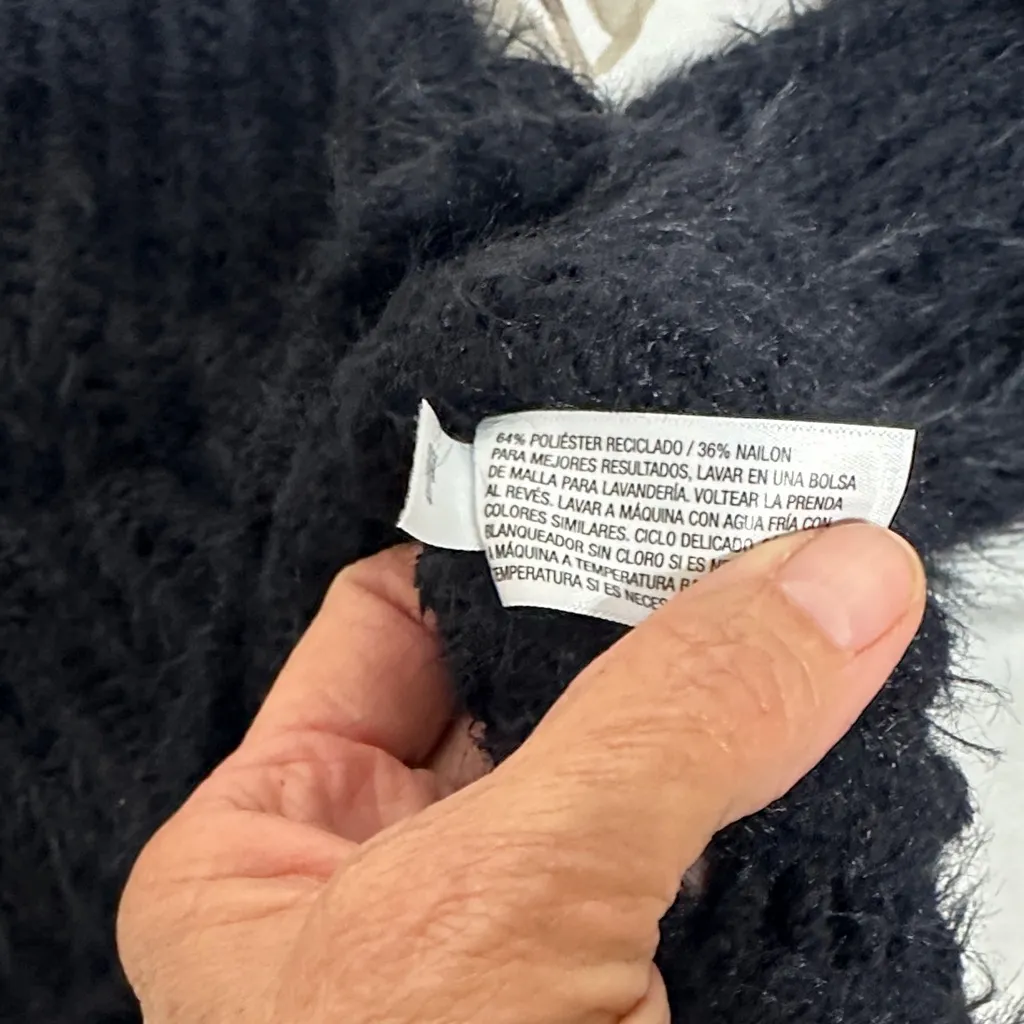 64% POLIÉSTER RECICLADO / 36% NAILON
PARA MEJORES RESULTADOS, LAVAR EN UNA BOLSA
DE MALLA PARA LAVANDERÍA. VOLTEAR LA PRENDA
AL REVÉS. LAVAR A MÁQUINA CON AGUA FRÍA CON
COLORES SIMILARES. CICLO DELICADO.
BLANQUEADOR SIN CLORO SI ES
A MÁQUINA A TEMPERATURA
TEMPERATURA SI ES